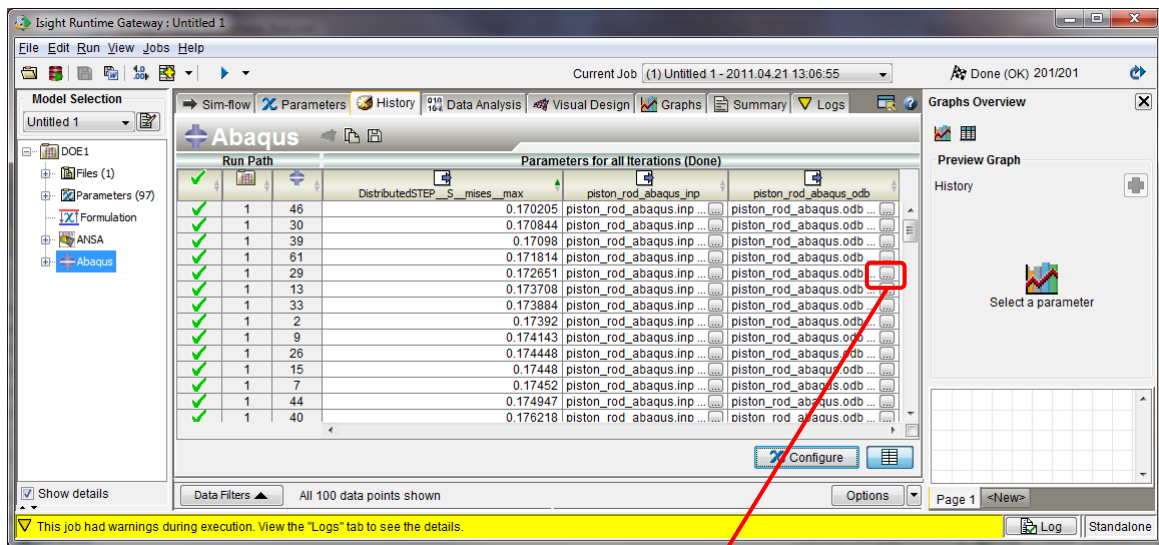 Isight Runtime Gateway : Untitled 1
File Edit Run View Jobs Help
Current Job (1) Untitled 1 - 2011.04.21 13:06:55
Done (OK) 201/201
Model Selection
Untitled 1
DOE1
Files (1)
Parameters (97)
Formulation
ANSA
Abaqus
Show details
Sim-flow Parameters History Data Analysis Visual Design Graphs Summary Logs
Abaqus
Run Path Parameters for all Iterations (Done)
DistributedSTEP__S__mises__max piston_rod_abaqus_inp piston_rod_abaqus_odb
1 46 0.170205 piston_rod_abaqus.inp ... piston_rod_abaqus.odb ...
1 30 0.170844 piston_rod_abaqus.inp ... piston_rod_abaqus.odb ...
1 39 0.17098 piston_rod_abaqus.inp ... piston_rod_abaqus.odb ...
1 61 0.171814 piston_rod_abaqus.inp ... piston_rod_abaqus.odb ...
1 29 0.172651 piston_rod_abaqus.inp ... piston_rod_abaqus.odb ...
1 13 0.173708 piston_rod_abaqus.inp ... piston_rod_abaqus.odb ...
1 33 0.173884 piston_rod_abaqus.inp ... piston_rod_abaqus.odb ...
1 2 0.17392 piston_rod_abaqus.inp ... piston_rod_abaqus.odb ...
1 9 0.174143 piston_rod_abaqus.inp ... piston_rod_abaqus.odb ...
1 26 0.174448 piston_rod_abaqus.inp ... piston_rod_abaqus.odb ...
1 15 0.17448 piston_rod_abaqus.inp ... piston_rod_abaqus.odb ...
1 7 0.17452 piston_rod_abaqus.inp ... piston_rod_abaqus.odb ...
1 44 0.174947 piston_rod_abaqus.inp ... piston_rod_abaqus.odb ...
1 40 0.176218 piston_rod_abaqus.inp ... piston_rod_abaqus.odb ...
Configure
Data Filters All 100 data points shown Options
Graphs Overview
Preview Graph
History
Select a parameter
Page 1 <New>
This job had warnings during execution. View the "Logs" tab to see the details.
Log Standalone